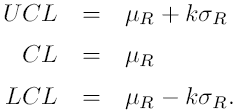 UCL = μ_R + kσ_R
CL = μ_R
LCL = μ_R − kσ_R.